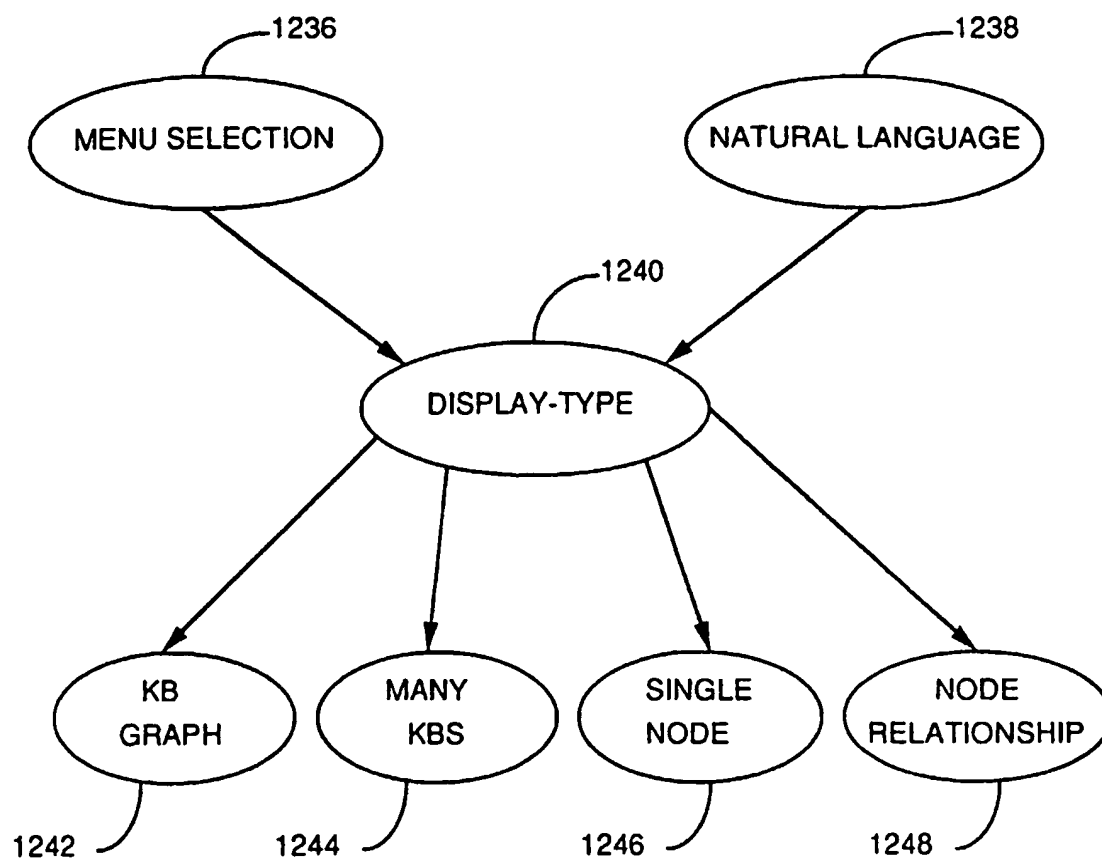 1236
1238
MENU SELECTION
NATURAL LANGUAGE
1240
DISPLAY-TYPE
KB
GRAPH
MANY
KBS
SINGLE
NODE
NODE
RELATIONSHIP
1242
1244
1246
1248